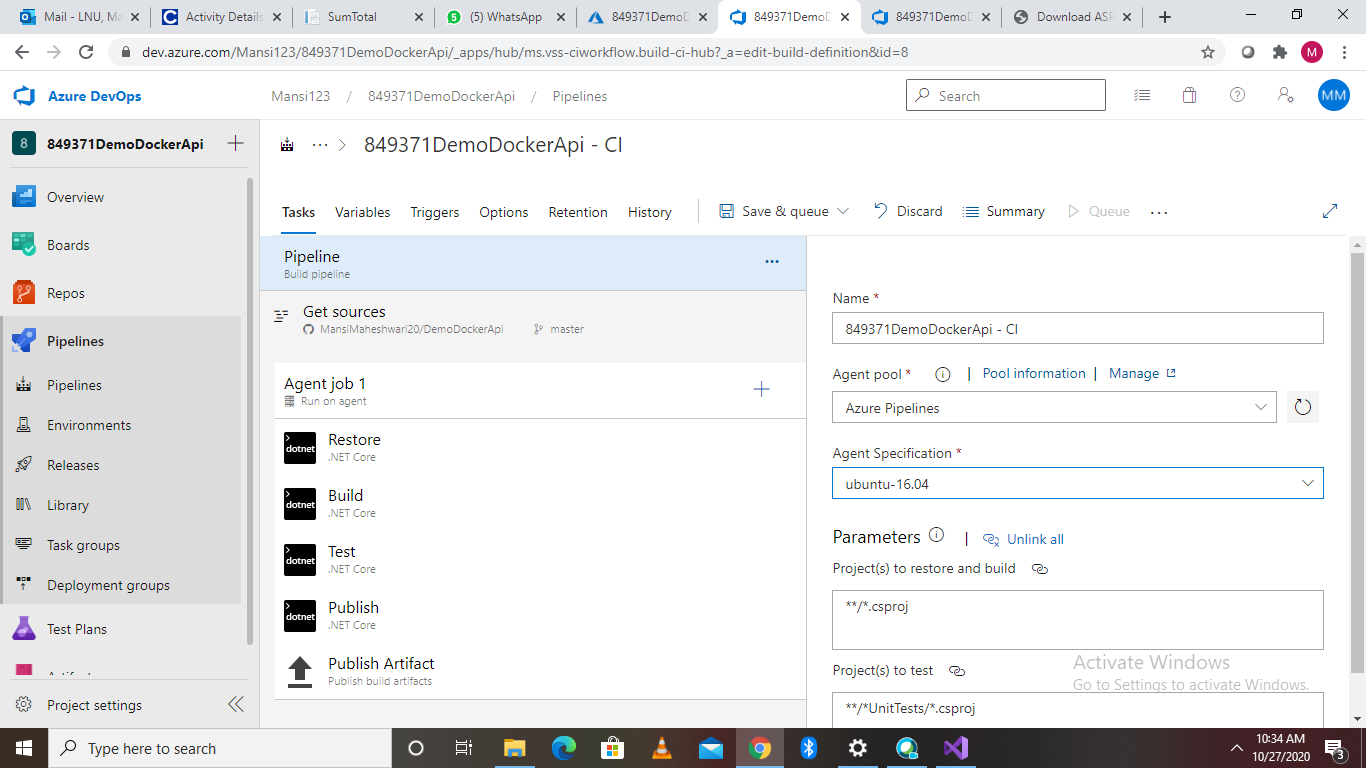 Mail - LNU, Ma
Activity Details
SumTotal
(5) WhatsApp
849371DemoD
849371DemoD
849371DemoD
Download ASP
dev.azure.com/Mansi123/849371DemoDockerApi/_apps/hub/ms.vss-ciworkflow.build-ci-hub?_a=edit-build-definition&id=8
M
Azure DevOps
Mansi123 / 849371DemoDockerApi / Pipelines
Search
MM
8
849371DemoDockerApi
Overview
Boards
Repos
Pipelines
Pipelines
Environments
Releases
Library
Task groups
Deployment groups
Test Plans
Project settings
849371DemoDockerApi - CI
Tasks
Variables
Triggers
Options
Retention
History
Save & queue
Discard
Summary
Queue
Pipeline
Build pipeline
Get sources
MansiMaheshwari20/DemoDockerApi
master
Agent job 1
Run on agent
dotnet
Restore
.NET Core
dotnet
Build
.NET Core
dotnet
Test
.NET Core
dotnet
Publish
.NET Core
Publish Artifact
Publish build artifacts
Name *
849371DemoDockerApi - CI
Agent pool * | Pool information | Manage
Azure Pipelines
Agent Specification *
ubuntu-16.04
Parameters | Unlink all
Project(s) to restore and build
**/*.csproj
Project(s) to test
**/*UnitTests/*.csproj
Activate Windows
Go to Settings to activate Windows.
Type here to search
10:34 AM
10/27/2020
3